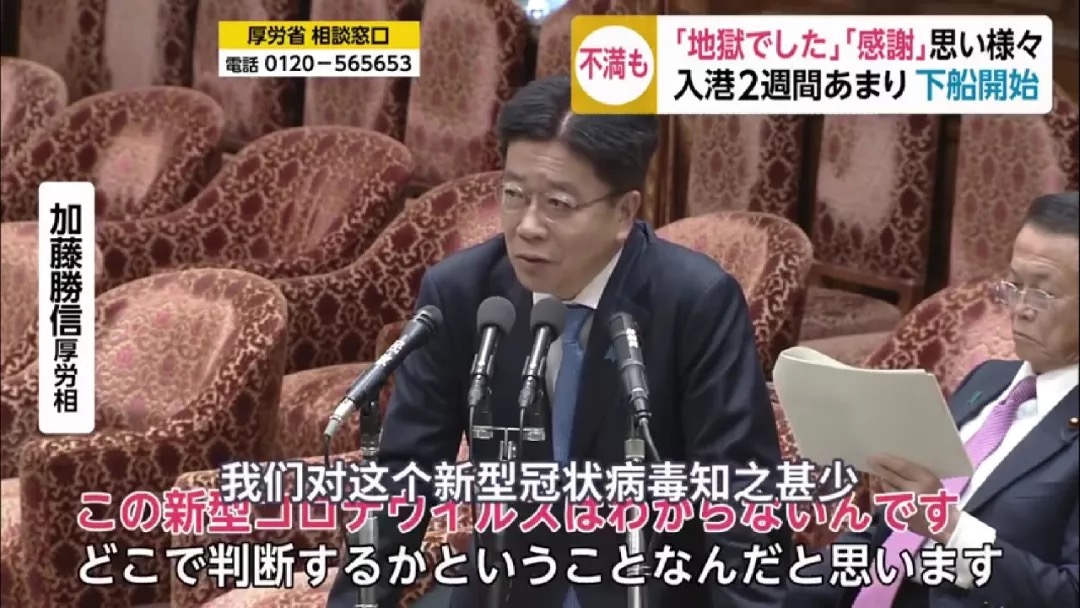 厚労省 相談窓口
電話 0120-565653
不満も
「地獄でした」「感謝」思い様々
入港2週間あまり 下船開始
加藤勝信厚労相
我们对这个新型冠状病毒知之甚少
この新型コロナウイルスはわからないんです
どこで判断するかということなんだと思います